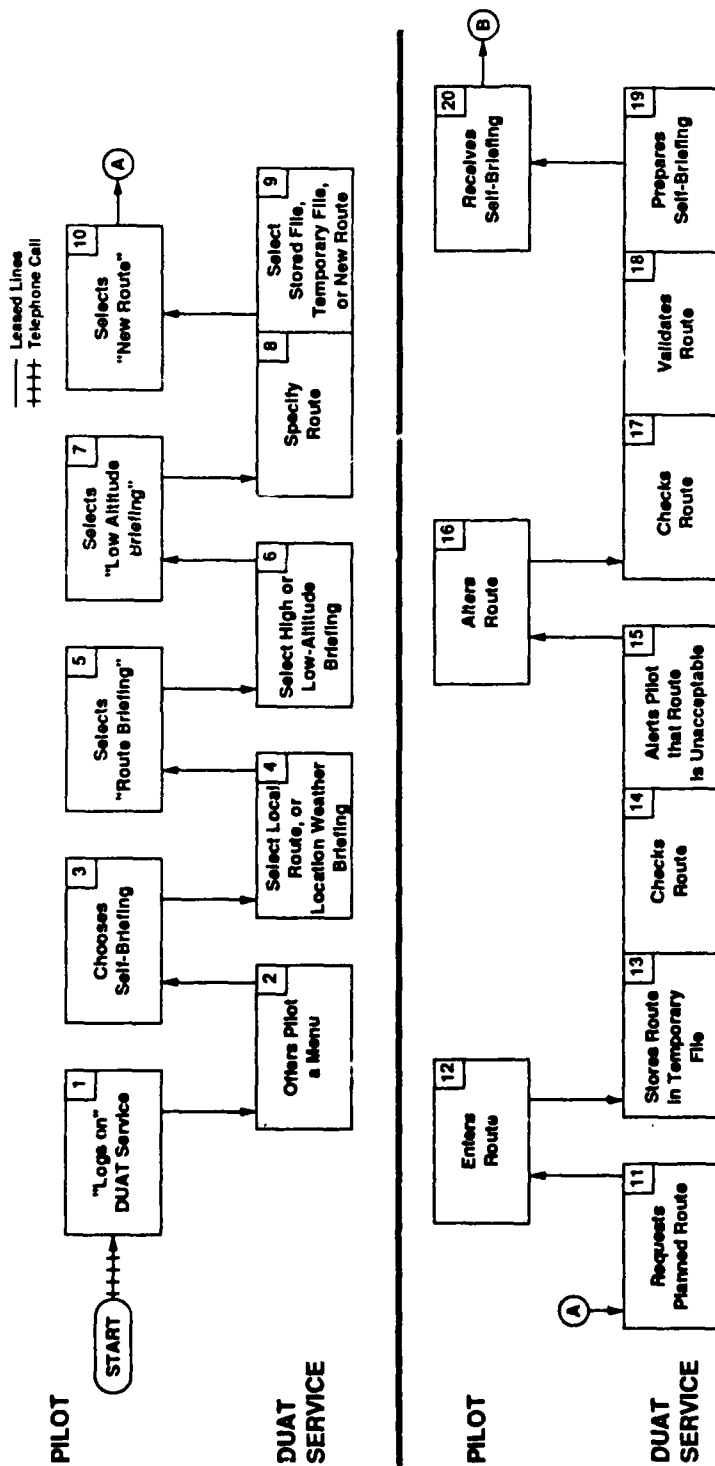 Leased Lines
Telephone Call
PILOT
START
1
"Logs on"
DUAT Service
3
Chooses
Self-Briefing
5
Selects
"Route Briefing"
7
Selects
"Low Altitude
Briefing"
10
Selects
"New Route"
A
DUAT
SERVICE
2
Offers Pilot
a Menu
4
Select Local
Route, or
Location Weather
Briefing
6
Select High or
Low-Altitude
Briefing
8
Specify
Route
9
Select
Stored File,
Temporary File,
or New Route
PILOT
A
12
Enters
Route
16
Alters
Route
20
Receives
Self-Briefing
B
DUAT
SERVICE
11
Requests
Planned Route
13
Stores Route
in Temporary
File
14
Checks
Route
15
Alerts Pilot
that Route
is Unacceptable
17
Checks
Route
18
Validates
Route
19
Prepares
Self-Briefing